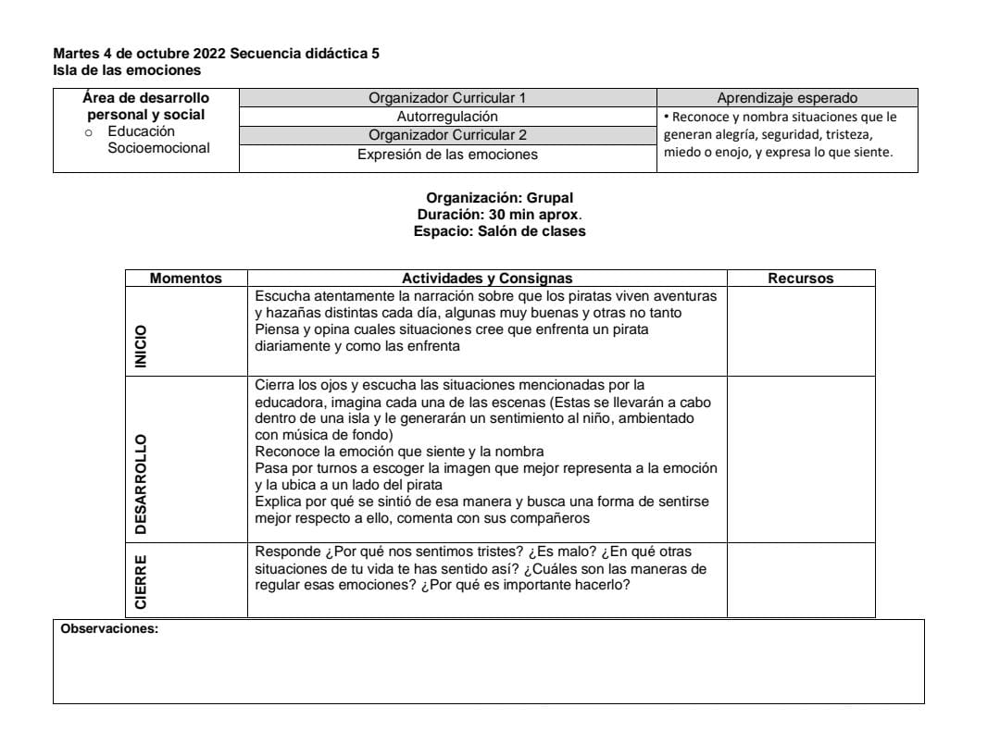 Martes 4 de octubre 2022 Secuencia didáctica 5
Isla de las emociones
Área de desarrollo
personal y social
o Educación
Socioemocional
Organizador Curricular 1
Autorregulación
Organizador Curricular 2
Expresión de las emociones
Aprendizaje esperado
• Reconoce y nombra situaciones que le
generan alegría, seguridad, tristeza,
miedo o enojo, y expresa lo que siente.
Organización: Grupal
Duración: 30 min aprox.
Espacio: Salón de clases
Momentos
Actividades y Consignas
Recursos
INICIO
Escucha atentamente la narración sobre que los piratas viven aventuras
y hazañas distintas cada día, algunas muy buenas y otras no tanto
Piensa y opina cuales situaciones cree que enfrenta un pirata
diariamente y como las enfrenta
DESARROLLO
Cierra los ojos y escucha las situaciones mencionadas por la
educadora, imagina cada una de las escenas (Estas se llevarán a cabo
dentro de una isla y le generarán un sentimiento al niño, ambientado
con música de fondo)
Reconoce la emoción que siente y la nombra
Pasa por turnos a escoger la imagen que mejor representa a la emoción
y la ubica a un lado del pirata
Explica por qué se sintió de esa manera y busca una forma de sentirse
mejor respecto a ello, comenta con sus compañeros
CIERRE
Responde ¿Por qué nos sentimos tristes? ¿Es malo? ¿En qué otras
situaciones de tu vida te has sentido así? ¿Cuáles son las maneras de
regular esas emociones? ¿Por qué es importante hacerlo?
Observaciones: